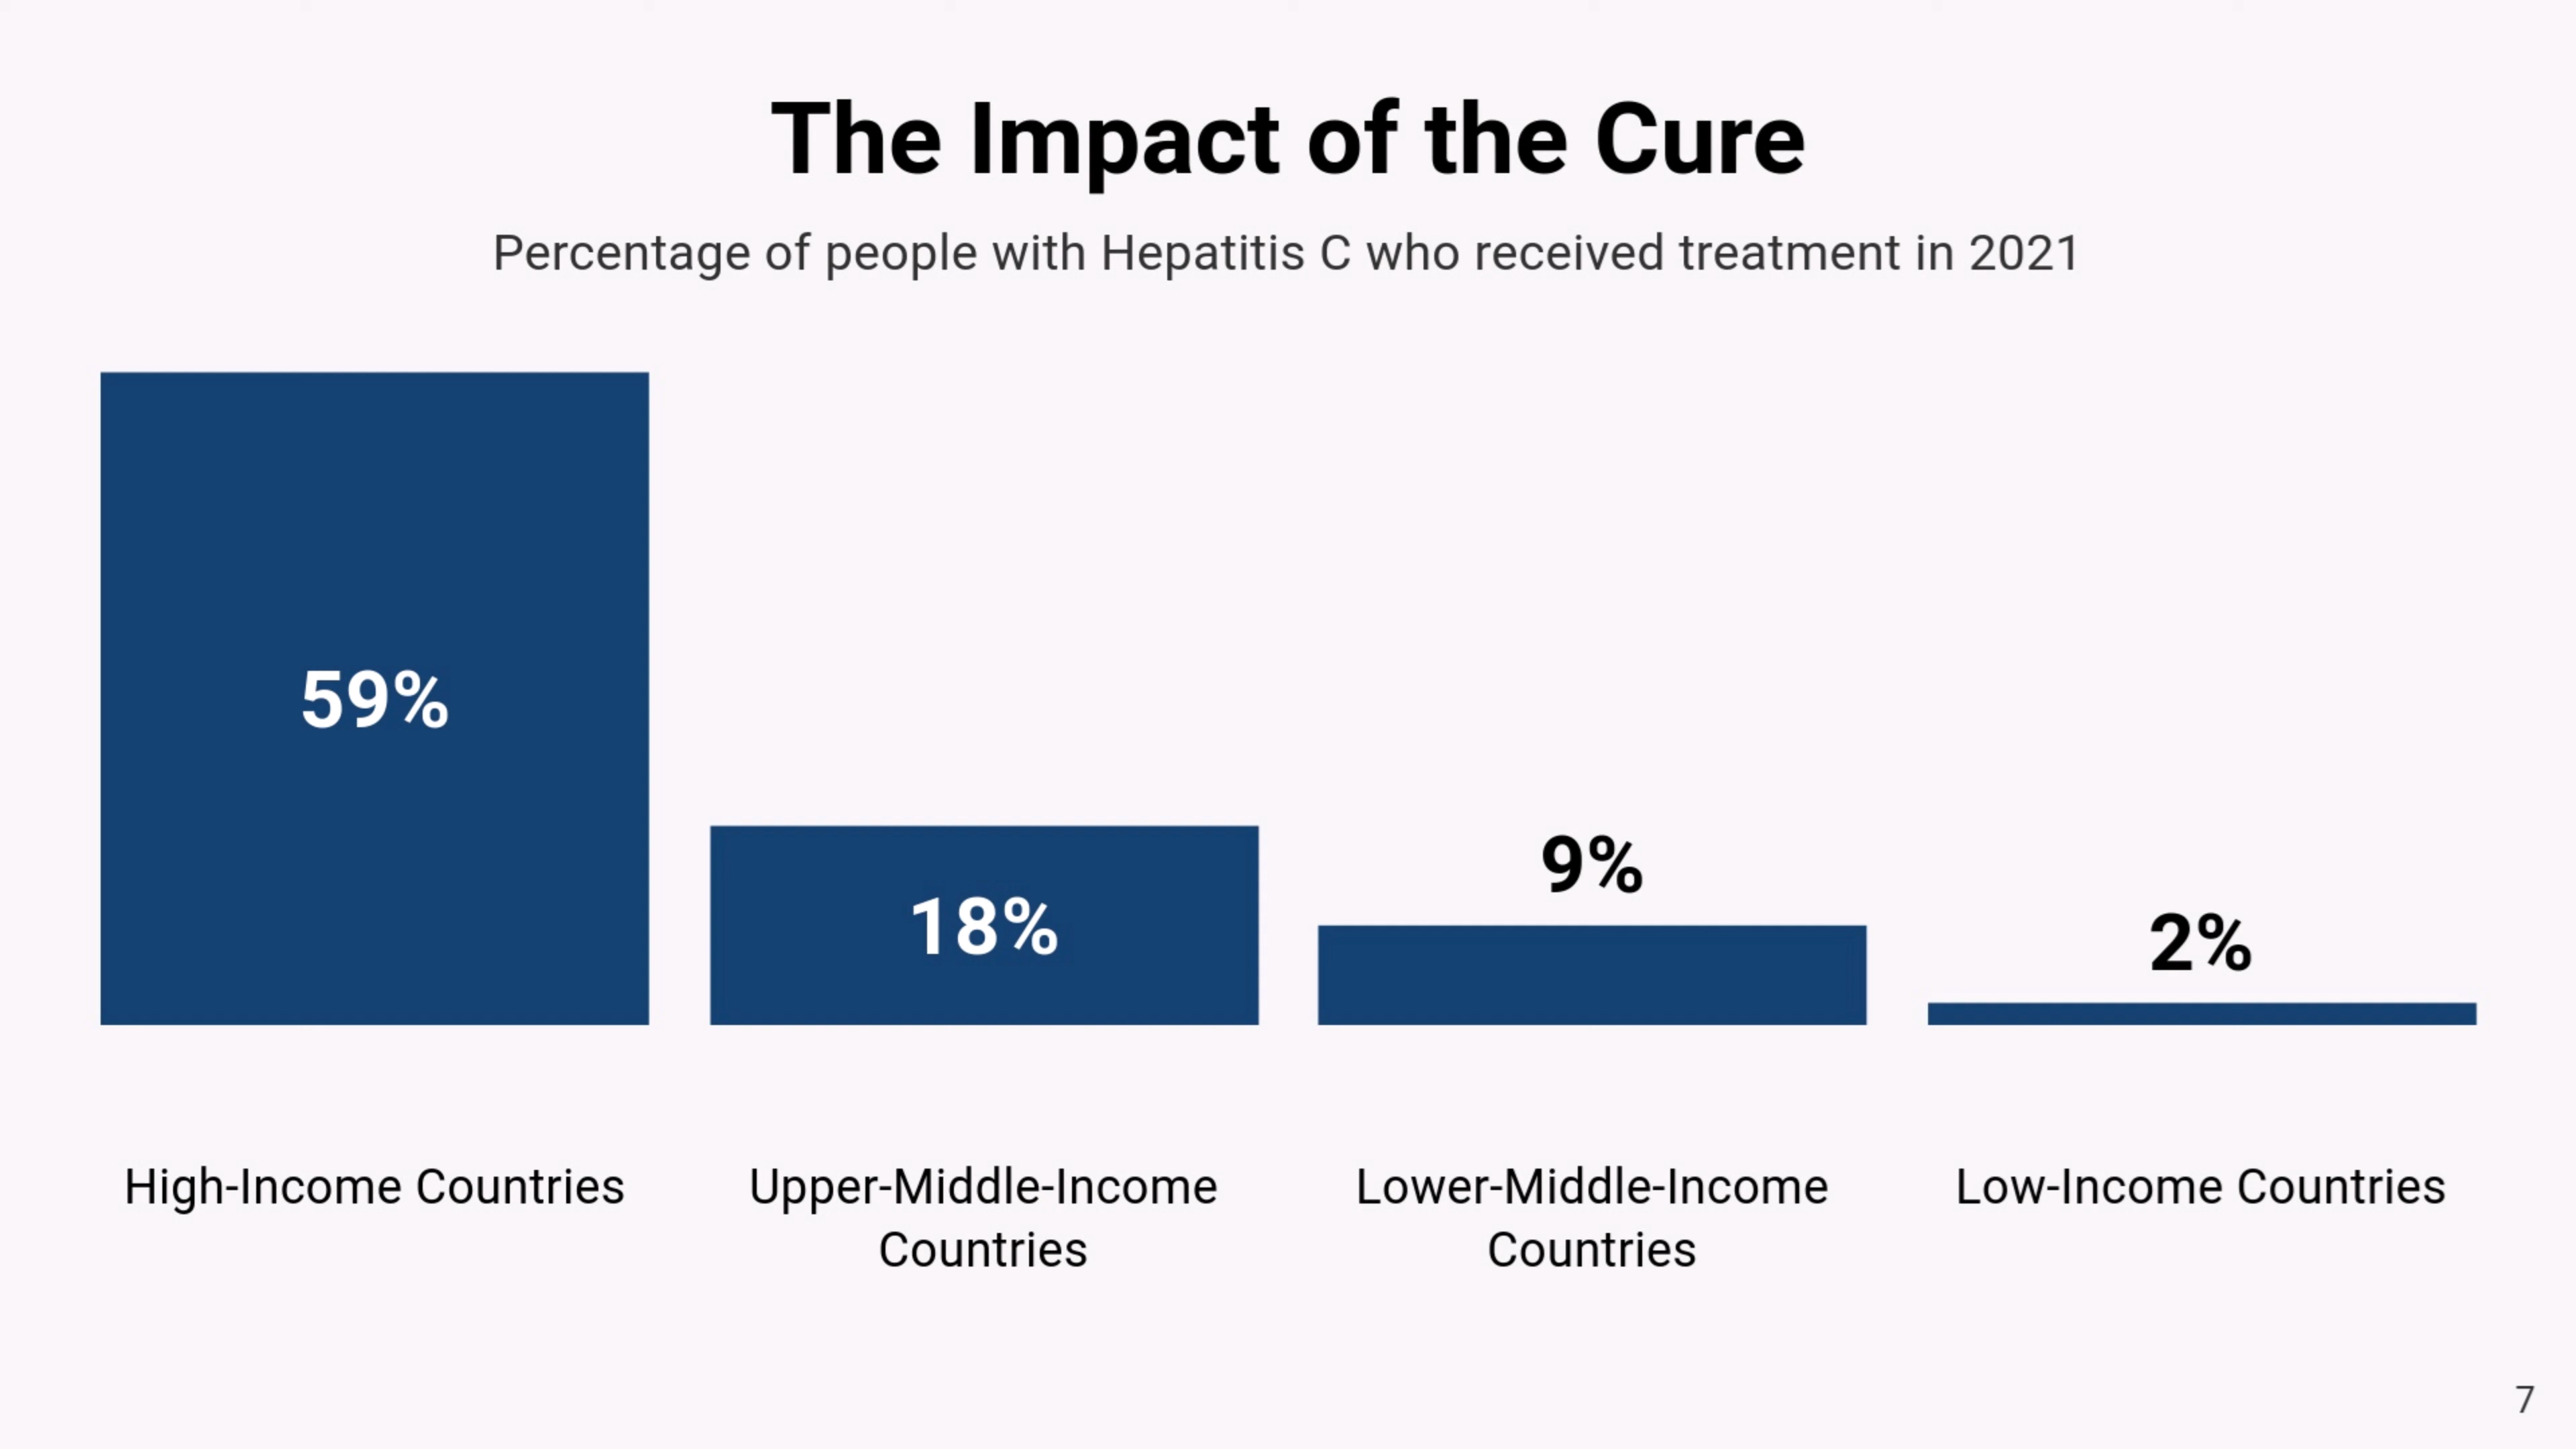 The Impact of the Cure
Percentage of people with Hepatitis C who received treatment in 2021
59%
18%
9%
2%
High-Income Countries
Upper-Middle-Income
Countries
Lower-Middle-Income
Countries
Low-Income Countries
7